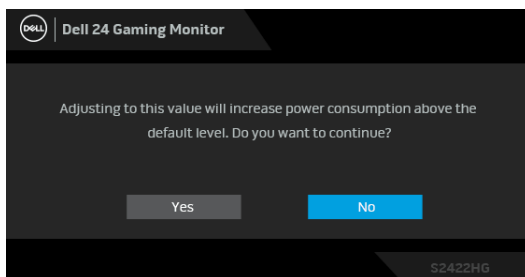 DELL
Dell 24 Gaming Monitor
Adjusting to this value will increase power consumption above the
default level. Do you want to continue?
Yes
No
S2422HG